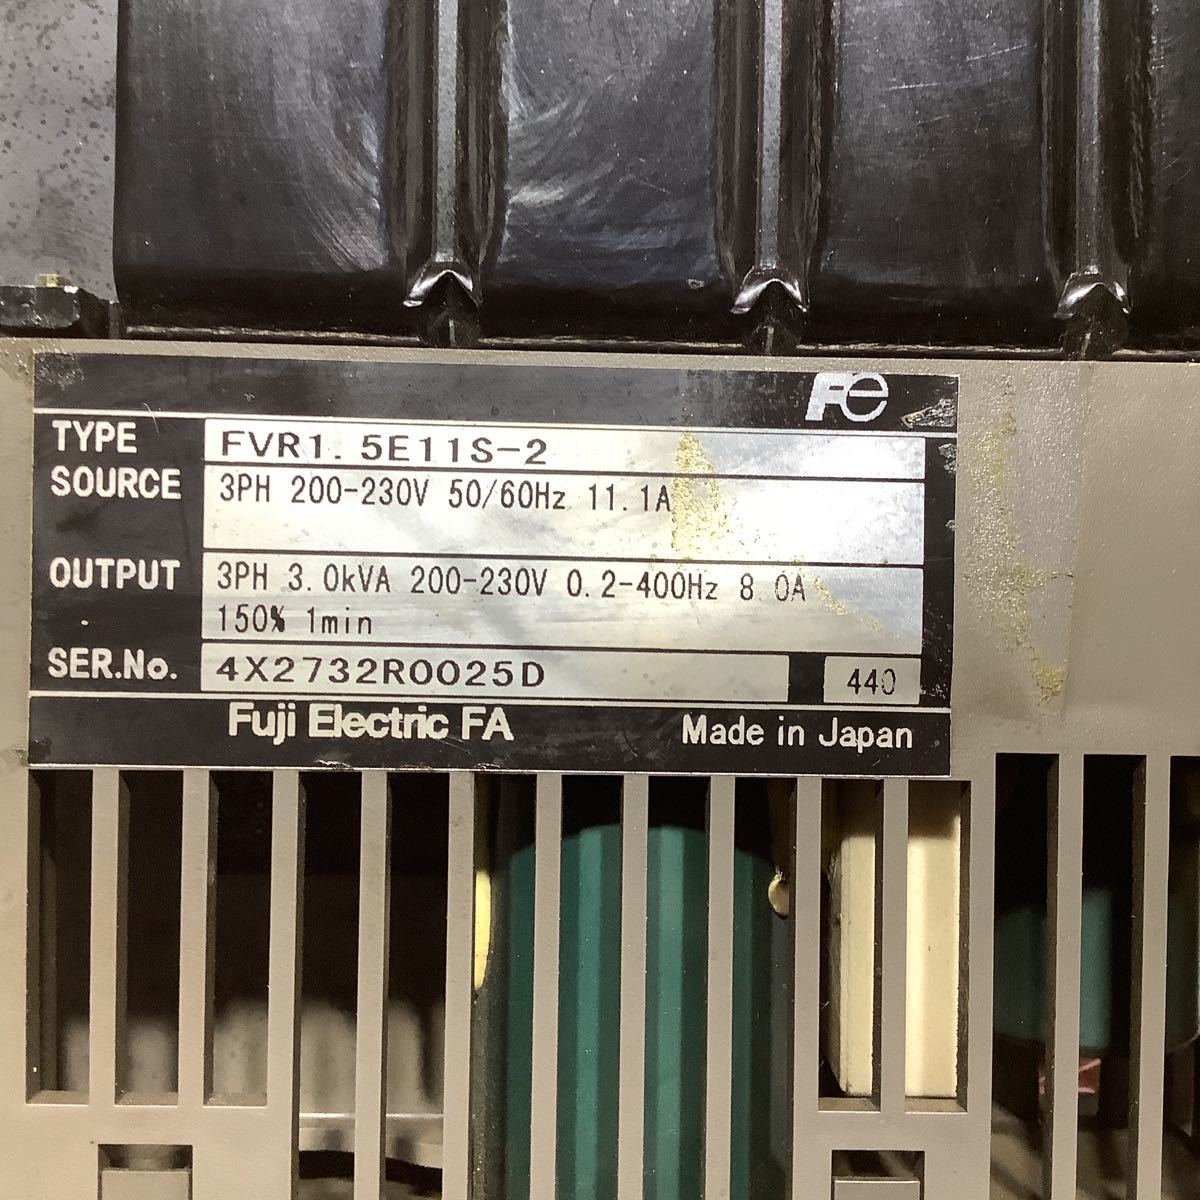 Fe
TYPE FVR1.5E11S-2
SOURCE 3PH 200-230V 50/60Hz 11.1A
OUTPUT 3PH 3.0kVA 200-230V 0.2-400Hz 8.0A
150% 1min
SER.No. 4X2732R0025D 440
Fuji Electric FA Made in Japan